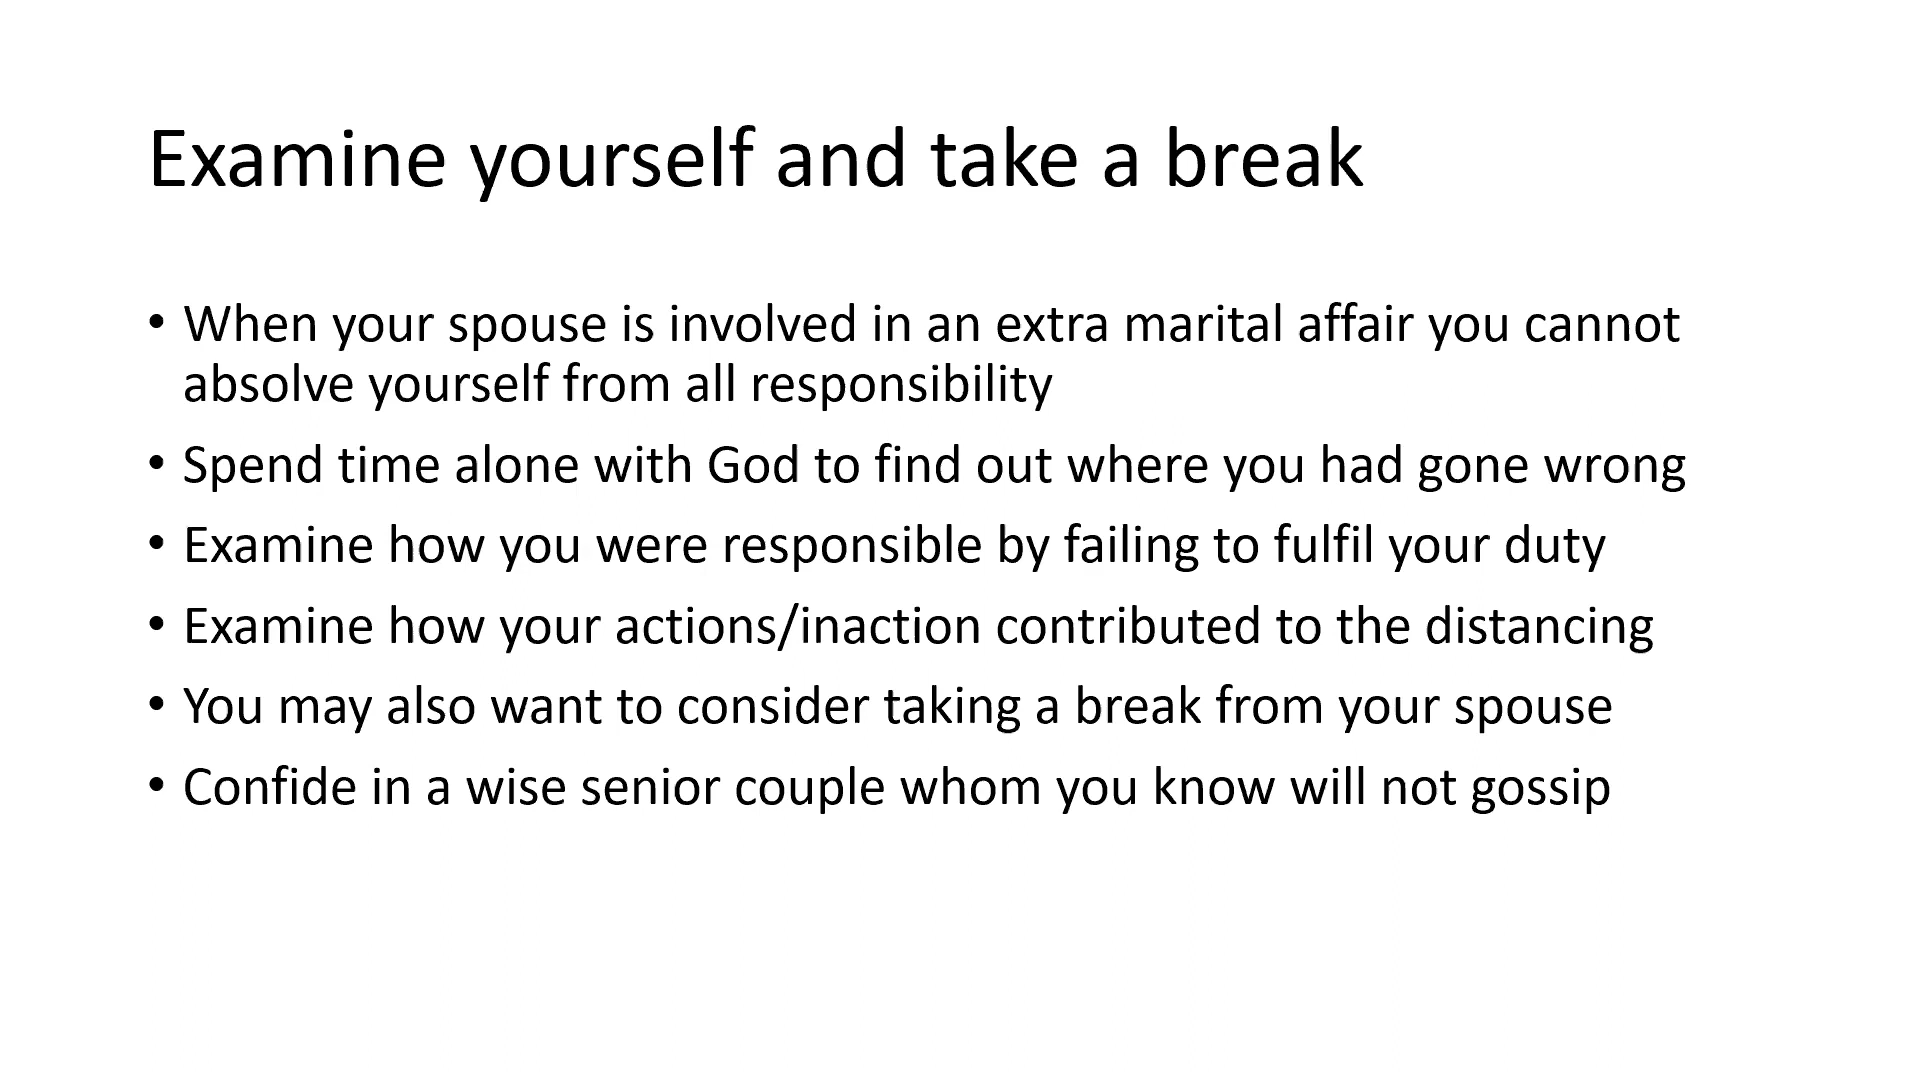 Examine yourself and take a break
• When your spouse is involved in an extra marital affair you cannot
absolve yourself from all responsibility
• Spend time alone with God to find out where you had gone wrong
• Examine how you were responsible by failing to fulfil your duty
• Examine how your actions/inaction contributed to the distancing
• You may also want to consider taking a break from your spouse
• Confide in a wise senior couple whom you know will not gossip